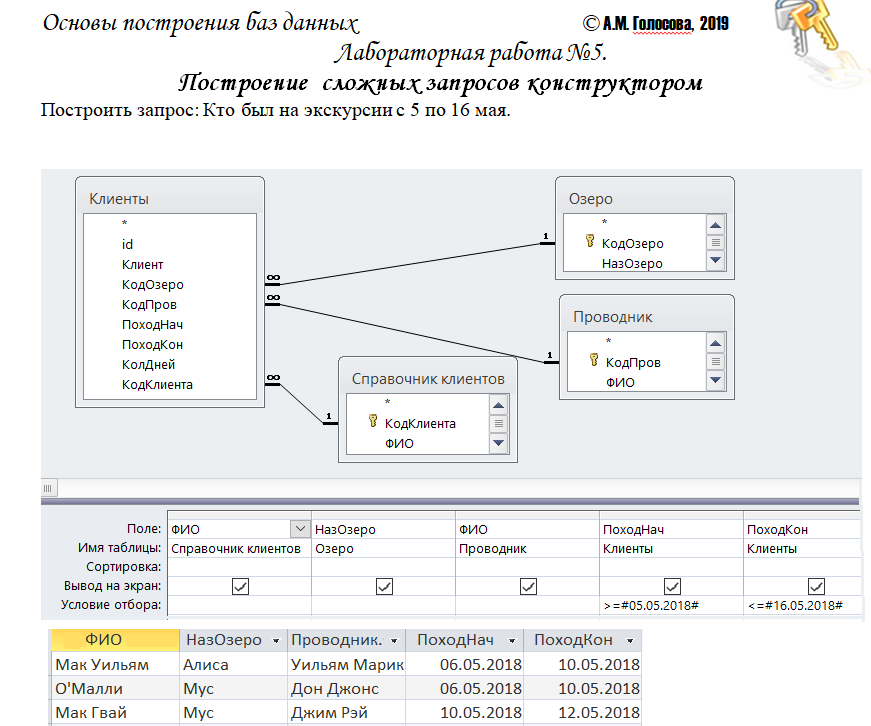 Основы построения баз данных © А.М. Голосова, 2019
Лабораторная работа №5.
Построение сложных запросов конструктором
Построить запрос: Кто был на экскурсии с 5 по 16 мая.
Клиенты
*
id
Клиент
КодОзеро
КодПров
ПоходНач
ПоходКон
КолДней
КодКлиента
∞
∞
∞
Озеро
*
КодОзеро
НазОзеро
1
Проводник
*
КодПров
ФИО
1
Справочник клиентов
*
КодКлиента
ФИО
1
Поле: ФИО НазОзеро ФИО ПоходНач ПоходКон
Имя таблицы: Справочник клиентов Озеро Проводник Клиенты Клиенты
Сортировка:
Вывод на экран:
Условие отбора: >=#05.05.2018# <=#16.05.2018#
ФИО НазОзеро Проводник. ПоходНач ПоходКон
Мак Уильям Алиса Уильям Марик 06.05.2018 10.05.2018
О'Малли Мус Дон Джонс 06.05.2018 10.05.2018
Мак Гвай Мус Джим Рэй 10.05.2018 12.05.2018